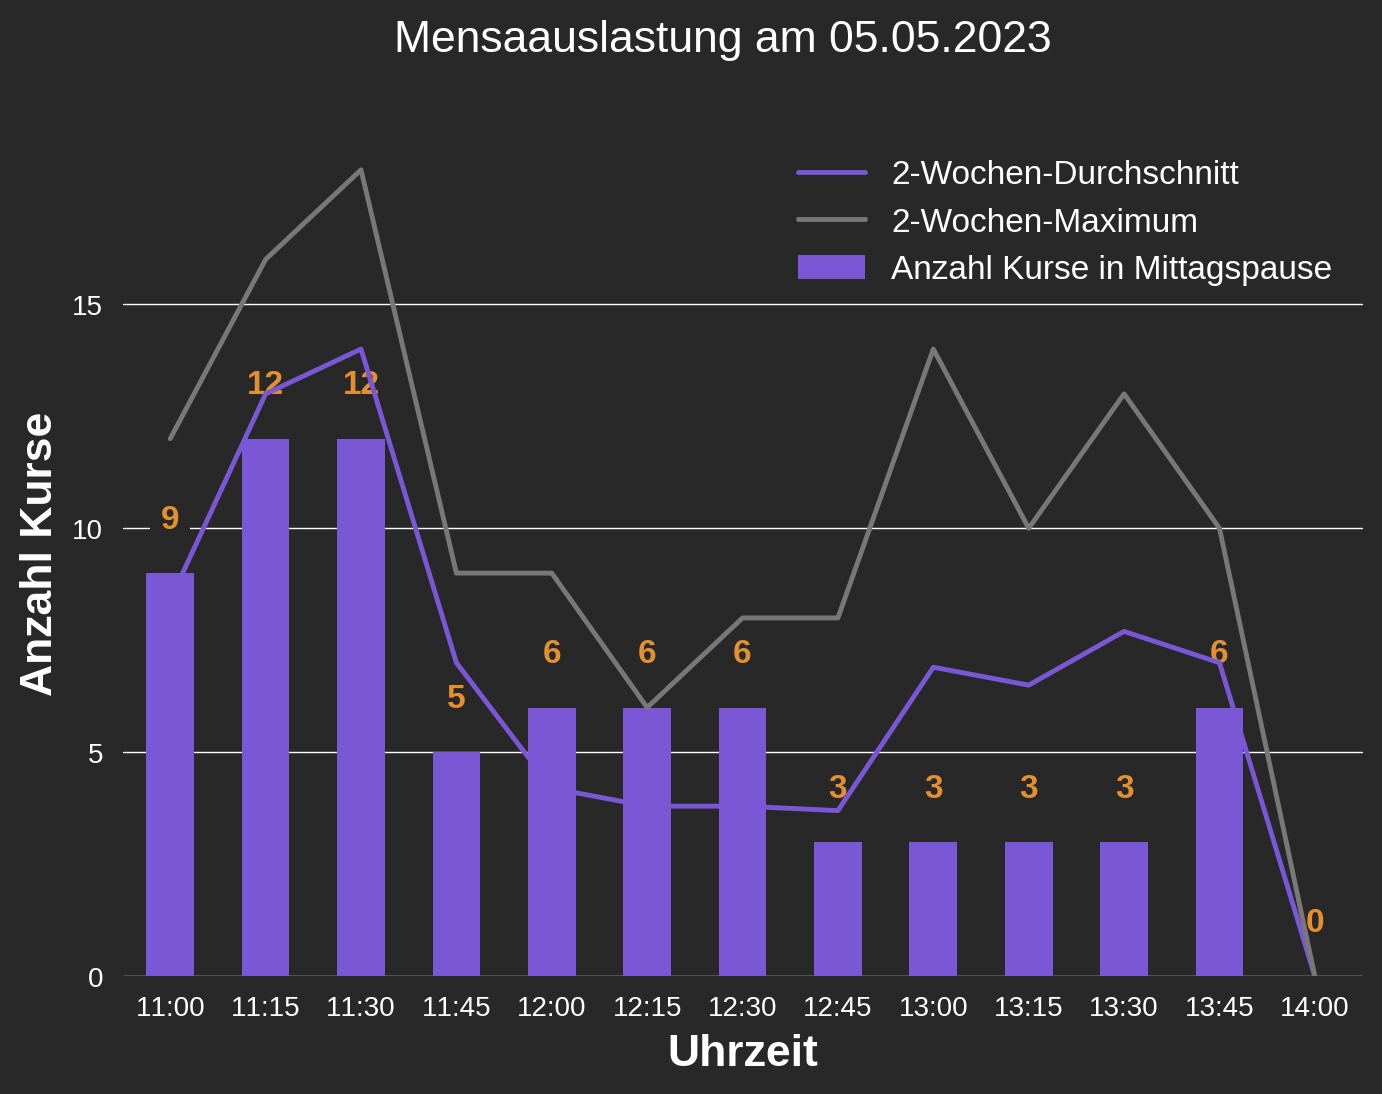 Mensaauslastung am 05.05.2023
2-Wochen-Durchschnitt
2-Wochen-Maximum
Anzahl Kurse in Mittagspause
Anzahl Kurse
15
10
5
0
9
12
12
5
6
6
6
3
3
3
3
6
0
11:00 11:15 11:30 11:45 12:00 12:15 12:30 12:45 13:00 13:15 13:30 13:45 14:00
Uhrzeit